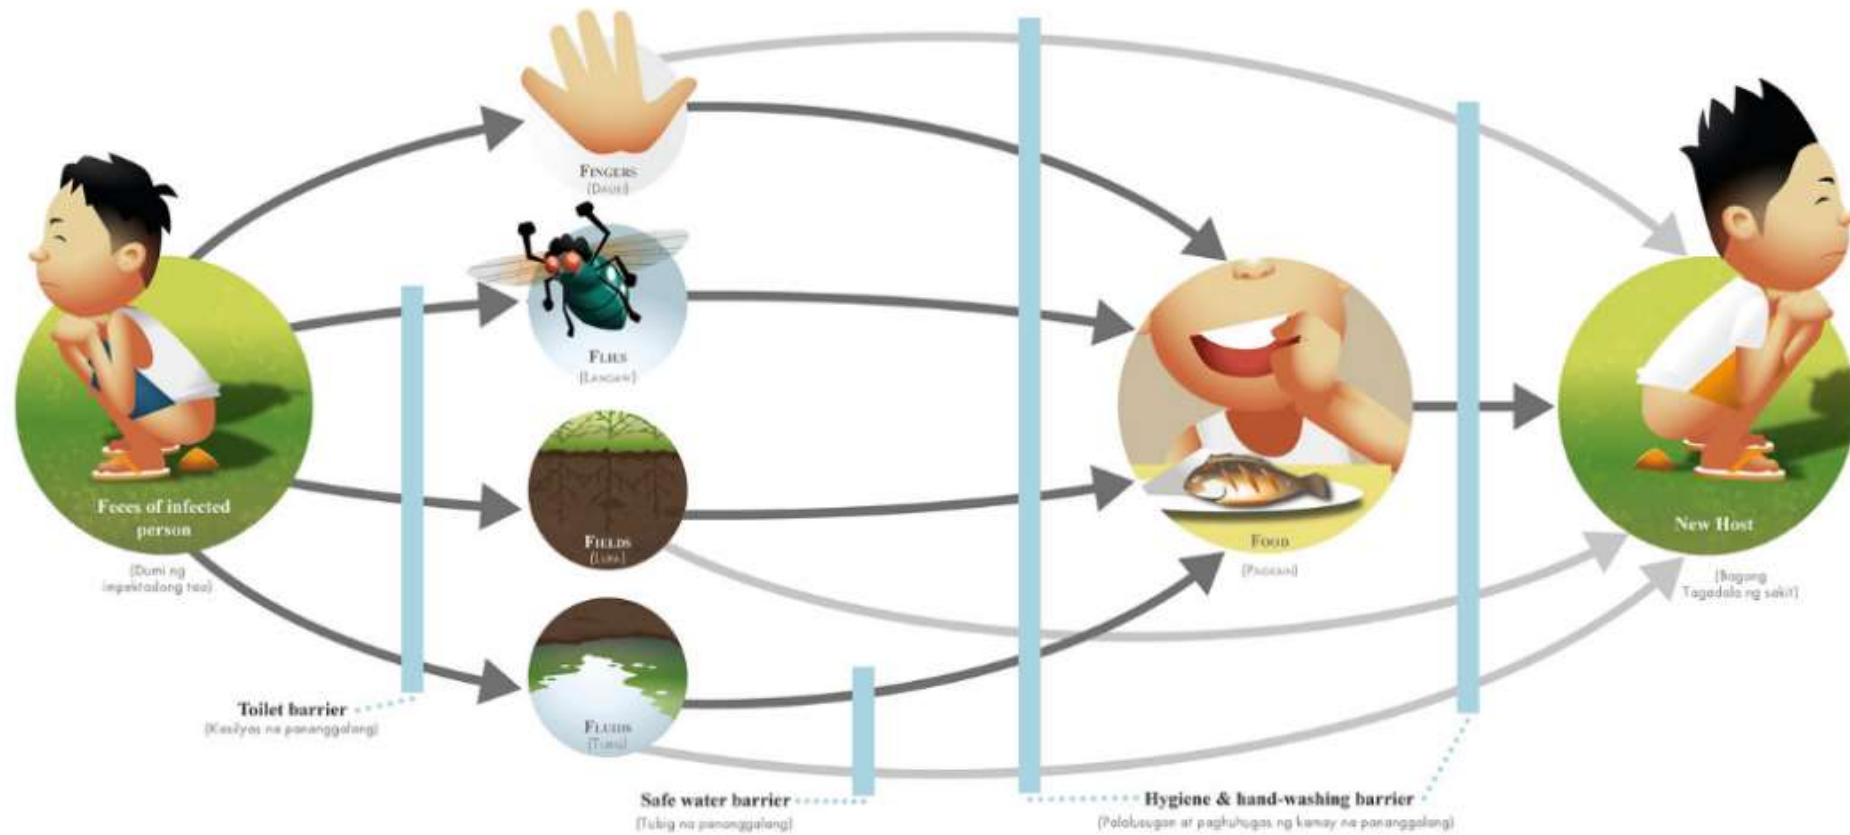 FINGERS
(DALIRI)
FLIES
(LANGAW)
FIELDS
(LUPA)
FLUIDS
(TUBIG)
Feces of infected
person
(Dumi ng
impektadong tao)
FOOD
(PAGKAIN)
New Host
(Bagong
Tagadala ng sakit)
Toilet barrier
(Kasilyas na pananggalang)
Safe water barrier
(Tubig na pananggalang)
Hygiene & hand-washing barrier
(Palatusugan at paghuhugas ng kamay na pananggalang)